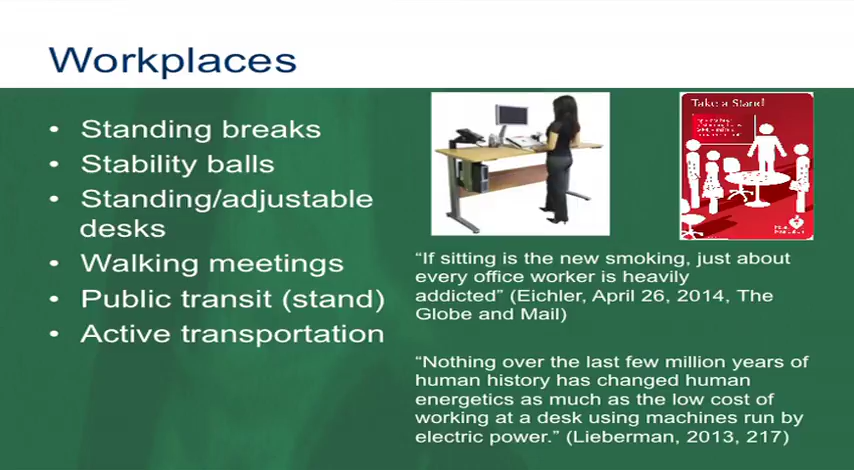 Workplaces
• Standing breaks
• Stability balls
• Standing/adjustable
desks
• Walking meetings
• Public transit (stand)
• Active transportation
Take a Stand
“If sitting is the new smoking, just about
every office worker is heavily
addicted” (Eichler, April 26, 2014, The
Globe and Mail)
“Nothing over the last few million years of
human history has changed human
energetics as much as the low cost of
working at a desk using machines run by
electric power.” (Lieberman, 2013, 217)